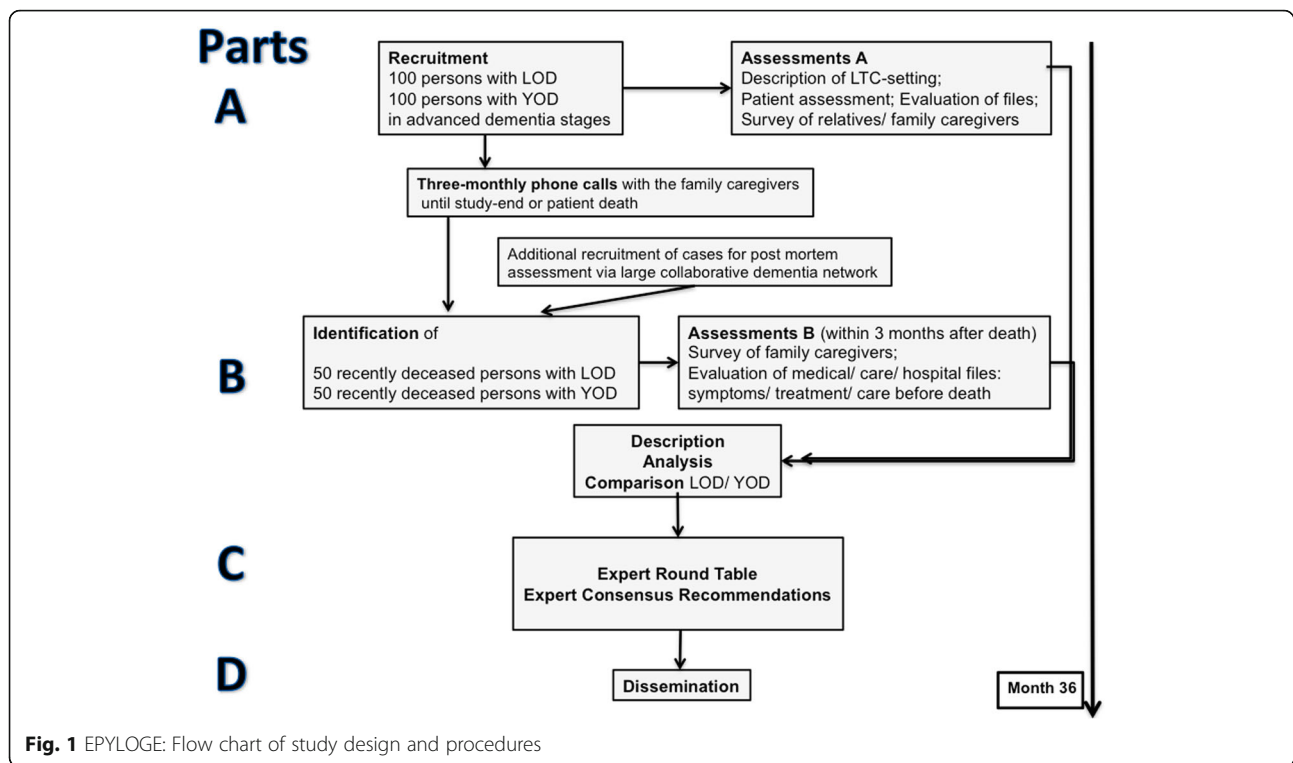 Parts
A
Recruitment
100 persons with LOD
100 persons with YOD
in advanced dementia stages
Assessments A
Description of LTC-setting;
Patient assessment; Evaluation of files;
Survey of relatives/ family caregivers
Three-monthly phone calls with the family caregivers
until study-end or patient death
Additional recruitment of cases for post mortem
assessment via large collaborative dementia network
B
Identification of
50 recently deceased persons with LOD
50 recently deceased persons with YOD
Assessments B (within 3 months after death)
Survey of family caregivers;
Evaluation of medical/ care/ hospital files:
symptoms/ treatment/ care before death
Description
Analysis
Comparison LOD/ YOD
C
Expert Round Table
Expert Consensus Recommendations
D
Dissemination
Month 36
Fig. 1 EPYLOGE: Flow chart of study design and procedures